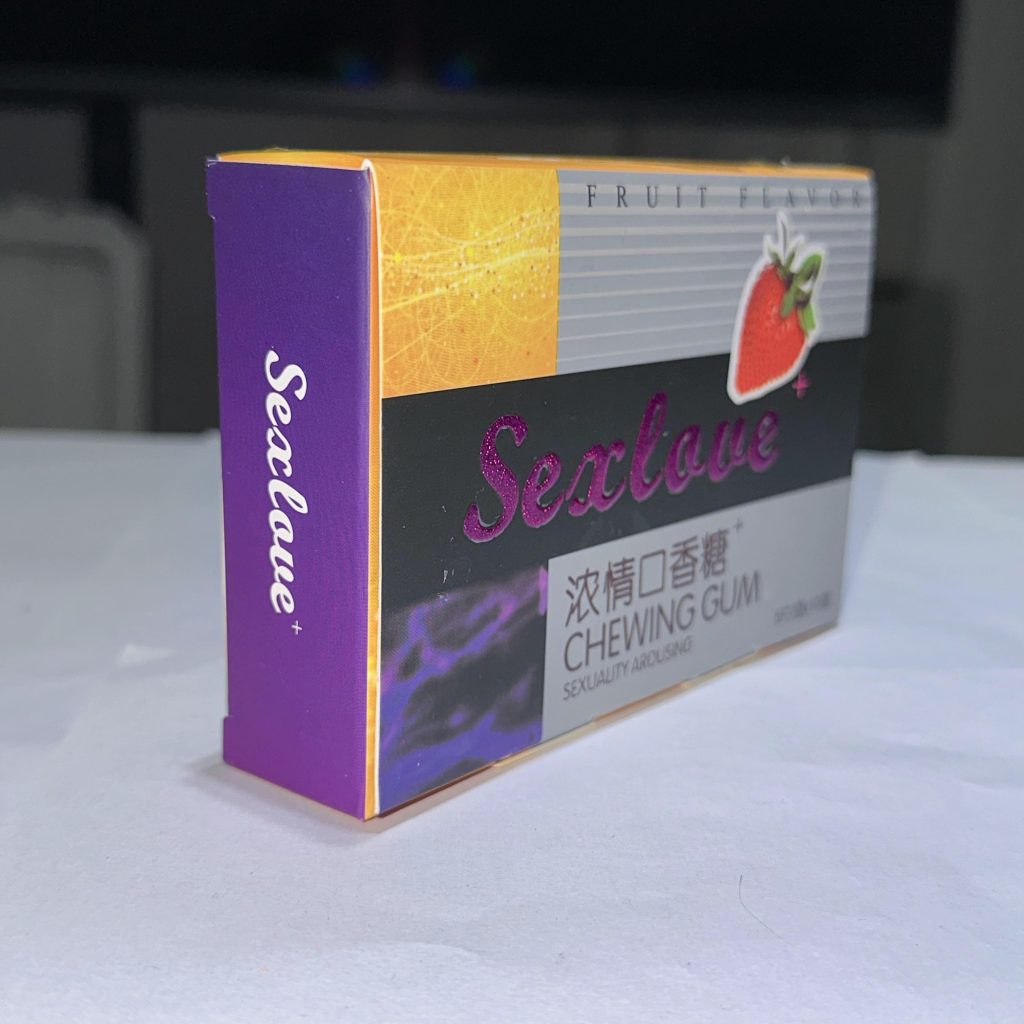 Sexlove+
FRUIT FLAVOR
Sexlove+
浓情口香糖+
CHEWING GUM
SEXUALITY AROUSING